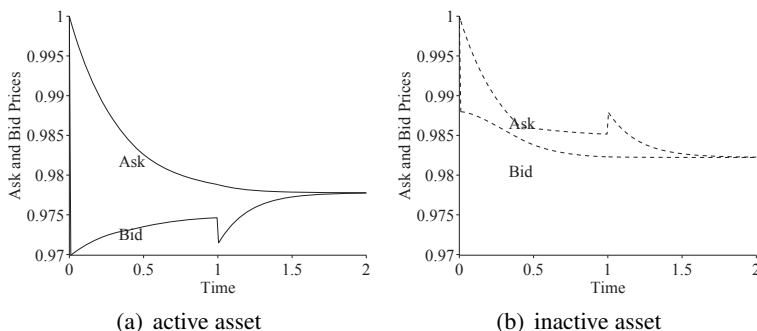 1
0.995
0.99
0.985
0.98
0.975
0.97
Ask and Bid Prices
Ask
Bid
0 0.5 1 1.5 2
Time
(a) active asset
1
0.995
0.99
0.985
0.98
0.975
0.97
Ask and Bid Prices
Ask
Bid
0 0.5 1 1.5 2
Time
(b) inactive asset